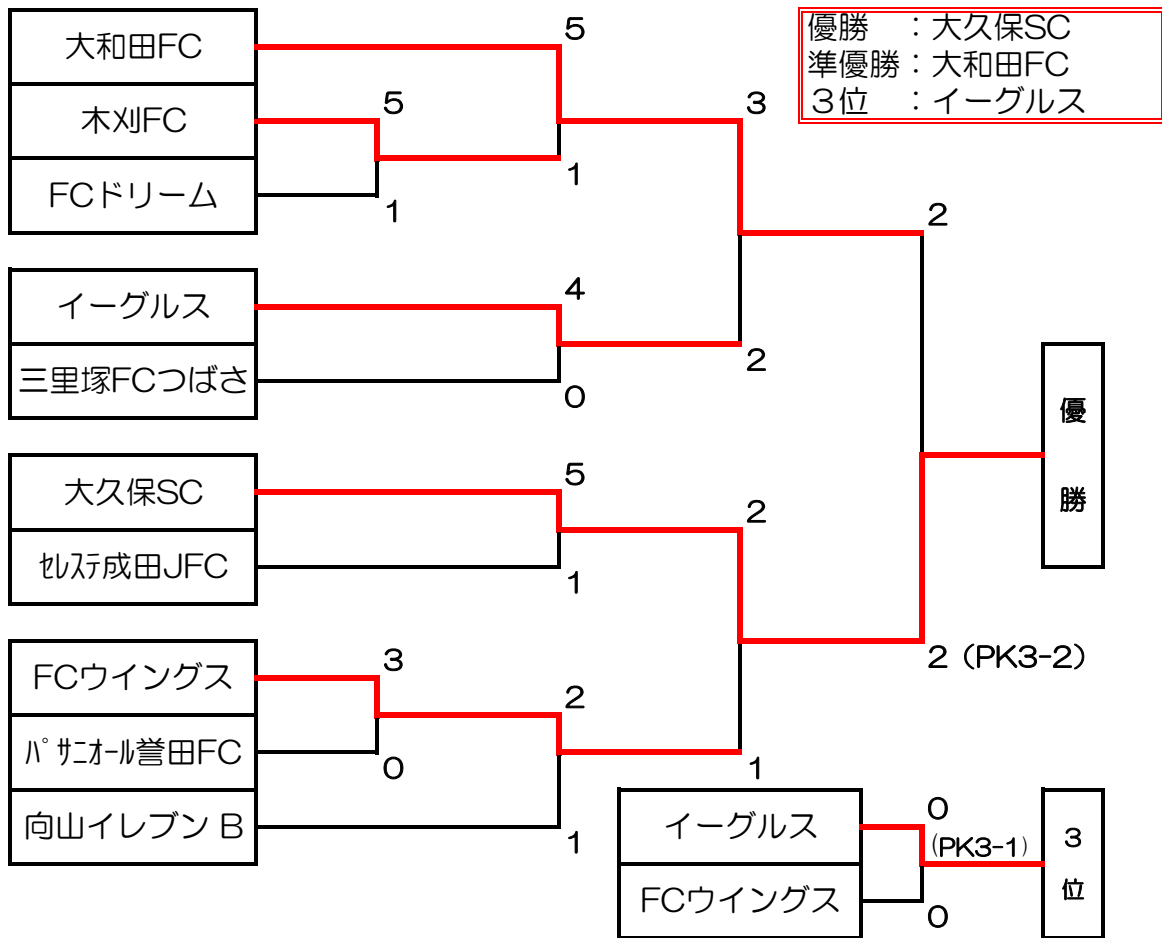 優勝　：大久保SC
準優勝：大和田FC
３位　：イーグルス
大和田FC
木刈FC
FCドリーム
5
5
1
1
3
イーグルス
三里塚FCつばさ
4
0
2
2
大久保SC
ｾﾚｽﾃ成田JFC
5
1
2
FCウイングス
ﾊﾟｻﾆｵｰﾙ誉田FC
向山イレブン B
3
0
2
1
1
2（PK3-2）
優勝
イーグルス
FCウイングス
0
(PK3-1)
0
3位